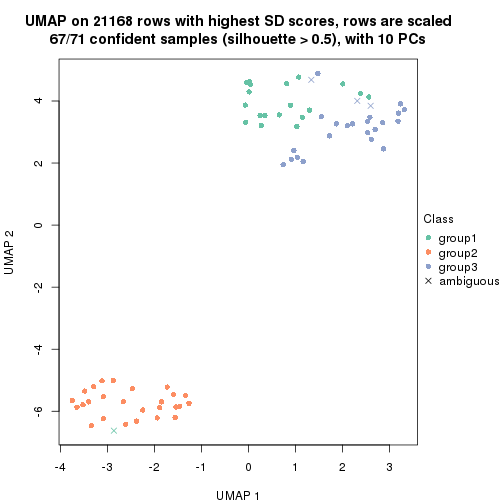 UMAP on 21168 rows with highest SD scores, rows are scaled
67/71 confident samples (silhouette > 0.5), with 10 PCs
4
2
0
-2
-4
-6
UMAP 2
-4
-3
-2
-1
0
1
2
3
UMAP 1
Class
group1
group2
group3
ambiguous